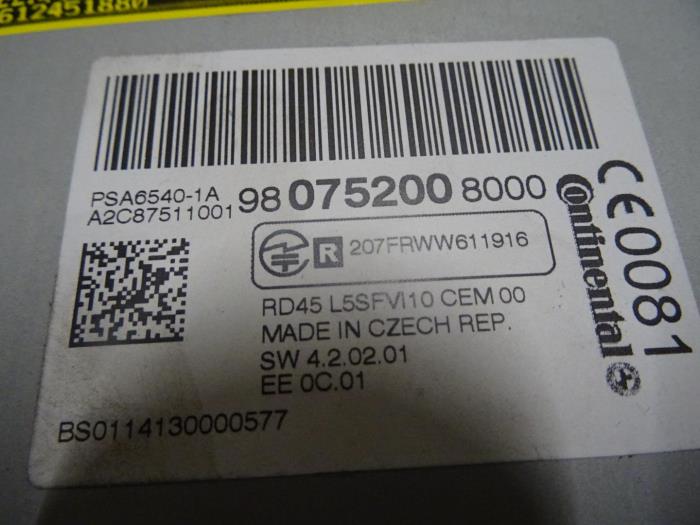 612451880
PSA6540-1A
A2C87511001
98 075200 8000
R 207FRWW611916
RD45 L5SFVI10 CEM 00
MADE IN CZECH REP.
SW 4.2.02.01
EE 0C.01
BS0114130000577
CE0081
Continental